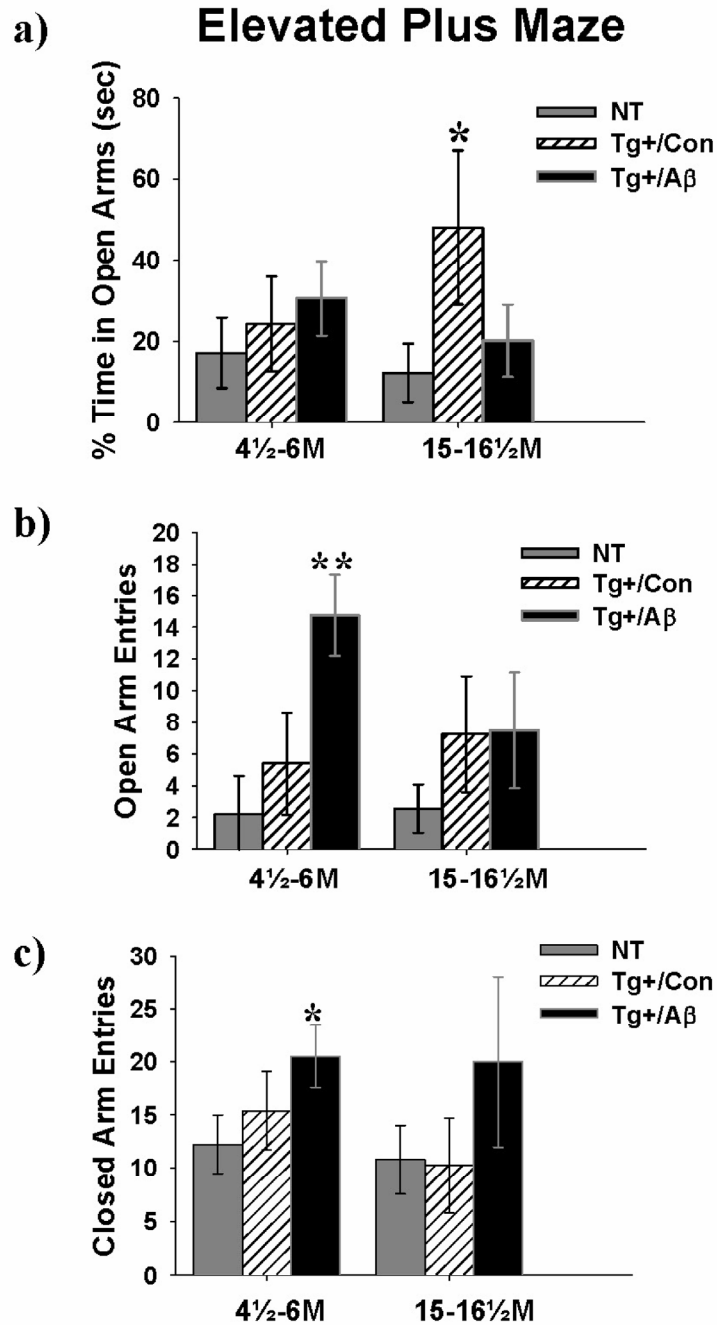 a) Elevated Plus Maze
% Time in Open Arms (sec)
80
60
40
20
0
*
NT
Tg+/Con
Tg+/Aβ
4½-6M 15-16½M
b)
Open Arm Entries
20
18
16
14
12
10
8
6
4
2
0
**
NT
Tg+/Con
Tg+/Aβ
4½-6M 15-16½M
c)
Closed Arm Entries
30
25
20
15
10
5
0
*
NT
Tg+/Con
Tg+/Aβ
4½-6M 15-16½M